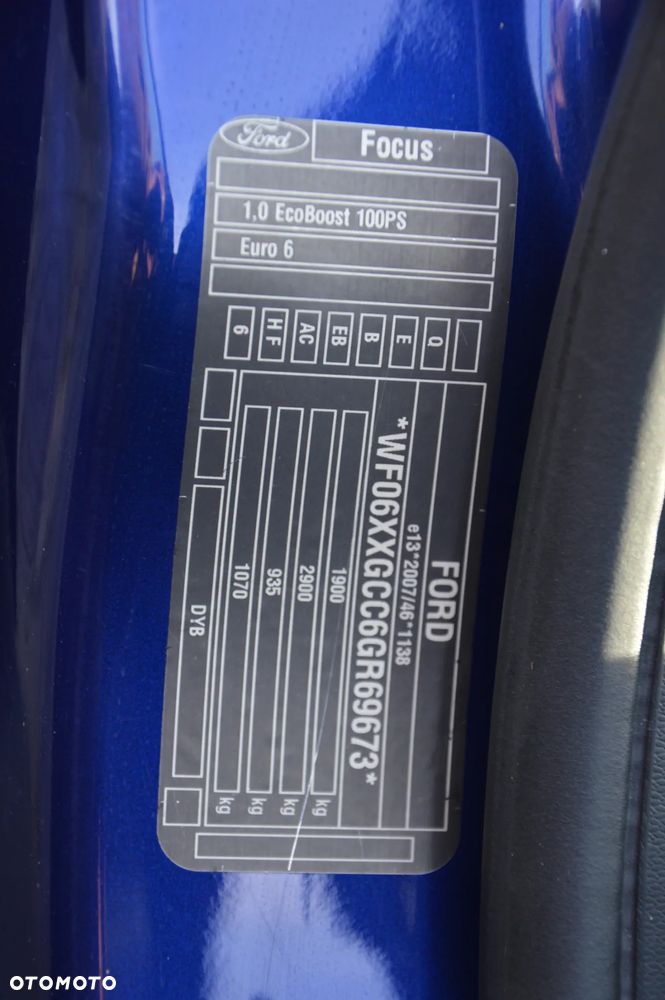 Ford
Focus
1,0 EcoBoost 100PS
Euro 6
Q
E
B
EB
AC
H F
6
FORD
e13*2007/46*1138
*WF06XXGCC6GR69673*
1900 kg
2900 kg
935 kg
1070 kg
DYB
OTOMOTO